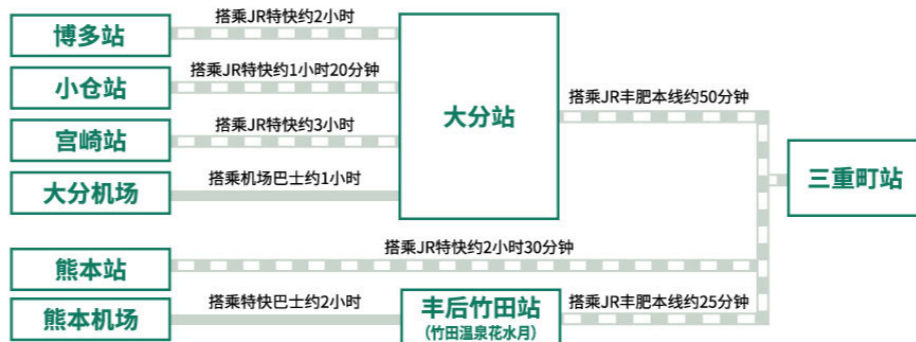 搭乘JR特快约2小时
博多站
搭乘JR特快约1小时20分钟
小仓站
搭乘JR特快约3小时
宫崎站
搭乘机场巴士约1小时
大分机场
大分站
搭乘JR丰肥本线约50分钟
三重町站
搭乘JR特快约2小时30分钟
熊本站
搭乘特快巴士约2小时
熊本机场
丰后竹田站
（竹田温泉花水月）
搭乘JR丰肥本线约25分钟